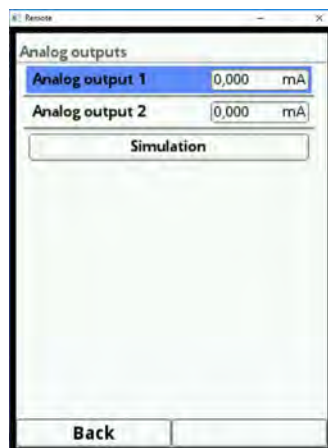 Remote
Analog outputs
Analog output 1 0,000 mA
Analog output 2 0,000 mA
Simulation
Back